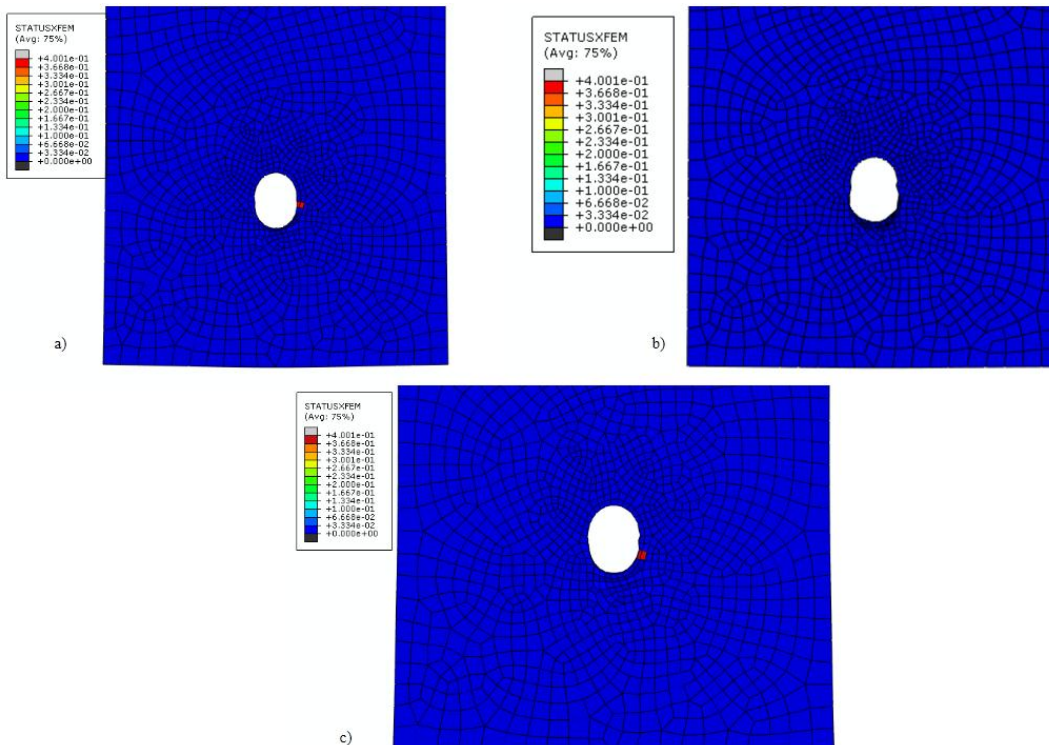 STATUSXFEM
(Avg: 75%)
+4.001e-01
+3.668e-01
+3.334e-01
+3.001e-01
+2.667e-01
+2.334e-01
+2.000e-01
+1.667e-01
+1.334e-01
+1.000e-01
+6.668e-02
+3.334e-02
+0.000e+00
a)
STATUSXFEM
(Avg: 75%)
+4.001e-01
+3.668e-01
+3.334e-01
+3.001e-01
+2.667e-01
+2.334e-01
+2.000e-01
+1.667e-01
+1.334e-01
+1.000e-01
+6.668e-02
+3.334e-02
+0.000e+00
b)
STATUSXFEM
(Avg: 75%)
+4.001e-01
+3.668e-01
+3.334e-01
+3.001e-01
+2.667e-01
+2.334e-01
+2.000e-01
+1.667e-01
+1.334e-01
+1.000e-01
+6.668e-02
+3.334e-02
+0.000e+00
c)